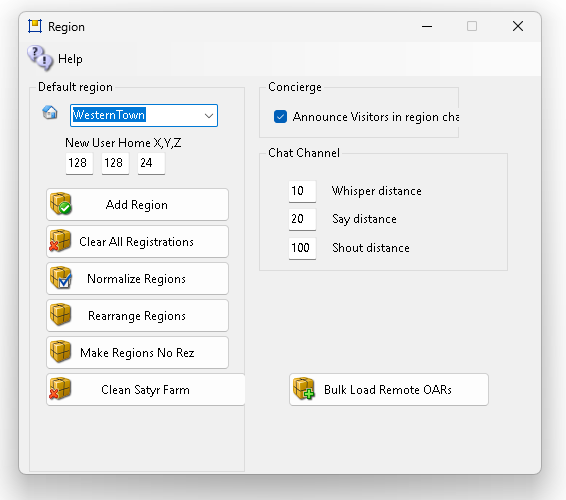 Region
Help
Default region
WesternTown
New User Home X,Y,Z
128 128 24
Add Region
Clear All Registrations
Normalize Regions
Rearrange Regions
Make Regions No Rez
Clean Satyr Farm
Concierge
Announce Visitors in region cha
Chat Channel
10 Whisper distance
20 Say distance
100 Shout distance
Bulk Load Remote OARs